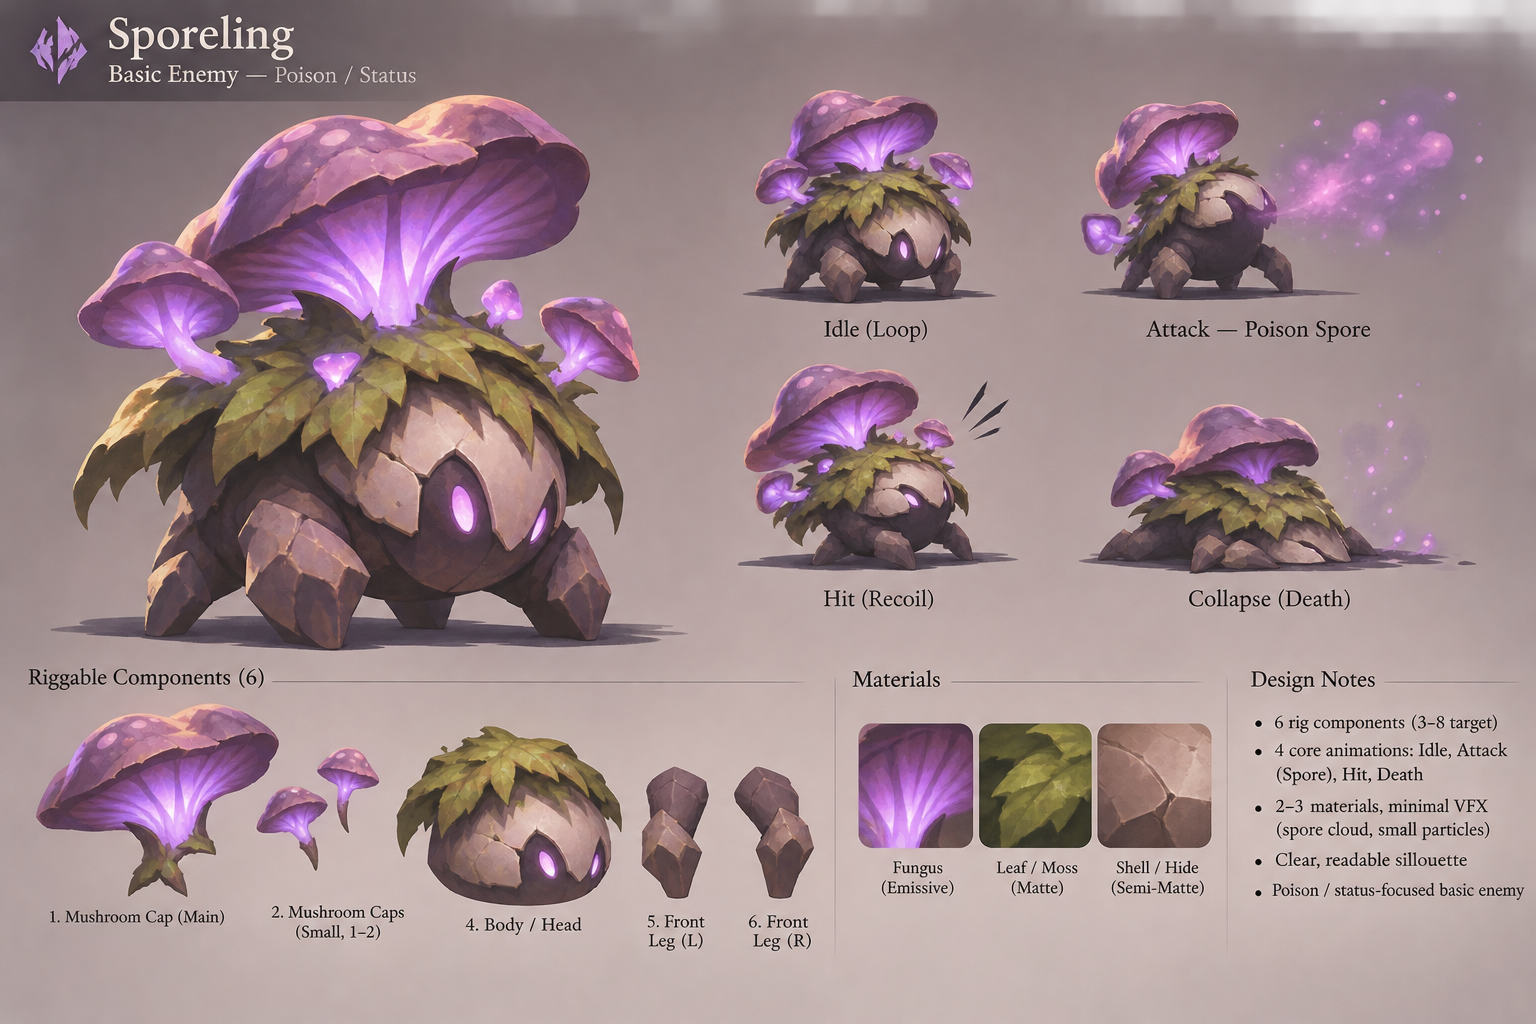 Sporeling
Basic Enemy — Poison / Status
Idle (Loop)
Attack — Poison Spore
Hit (Recoil)
Collapse (Death)
Riggable Components (6)
1. Mushroom Cap (Main)
2. Mushroom Caps
(Small, 1–2)
4. Body / Head
5. Front
Leg (L)
6. Front
Leg (R)
Materials
Fungus
(Emissive)
Leaf / Moss
(Matte)
Shell / Hide
(Semi-Matte)
Design Notes
• 6 rig components (3–8 target)
• 4 core animations: Idle, Attack
(Spore), Hit, Death
• 2–3 materials, minimal VFX
(spore cloud, small particles)
• Clear, readable sillouette
• Poison / status-focused basic enemy